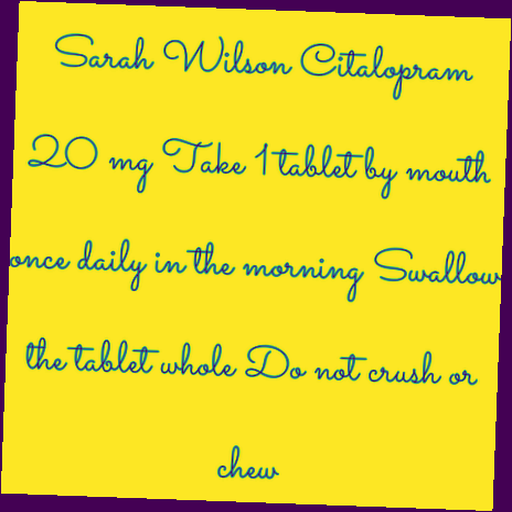 Sarah Wilson Citalopram
20 mg Take 1 tablet by mouth
once daily in the morning Swallow
the tablet whole Do not crush or
chew